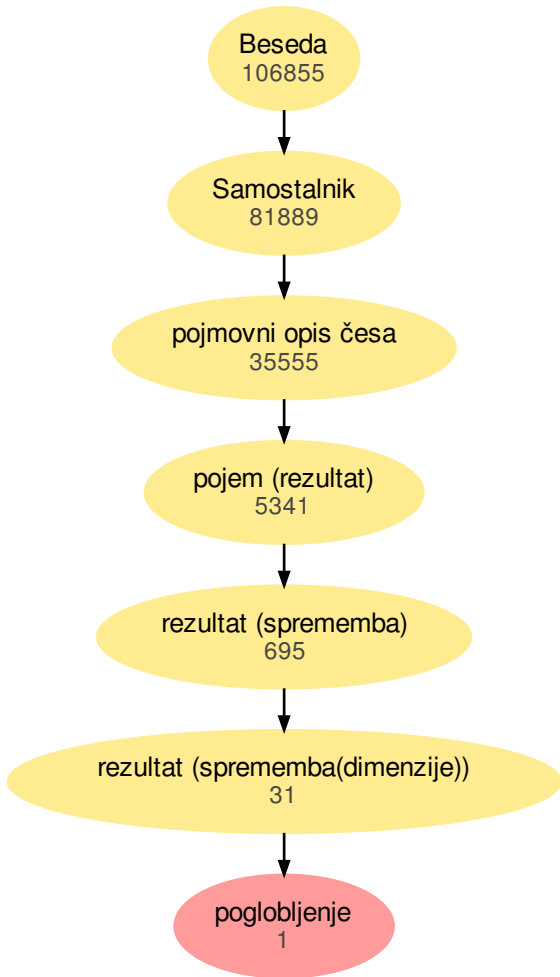 Beseda
106855
Samostalnik
81889
pojmovni opis česa
35555
pojem (rezultat)
5341
rezultat (sprememba)
695
rezultat (sprememba(dimenzije))
31
poglobljenje
1